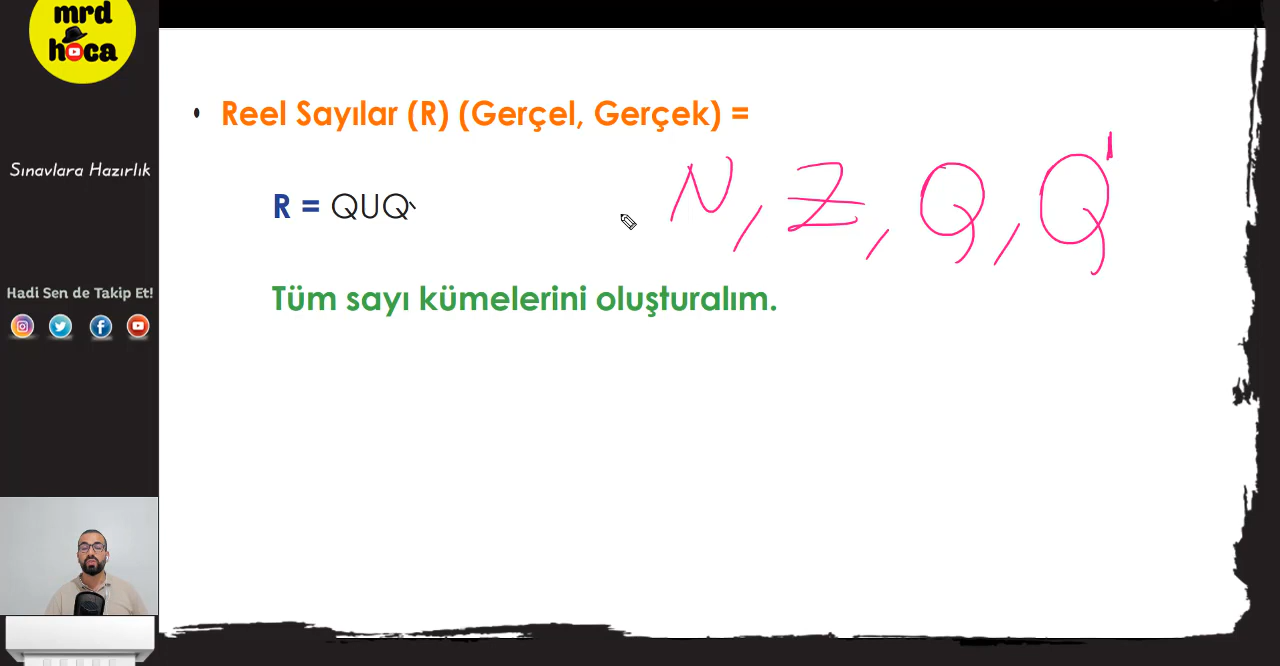 mrd
hoca
Sınavlara Hazırlık
Hadi Sen de Takip Et!
• Reel Sayılar (R) (Gerçel, Gerçek) =
R = QUQ`
N, Z, Q, Q'
Tüm sayı kümelerini oluşturalım.